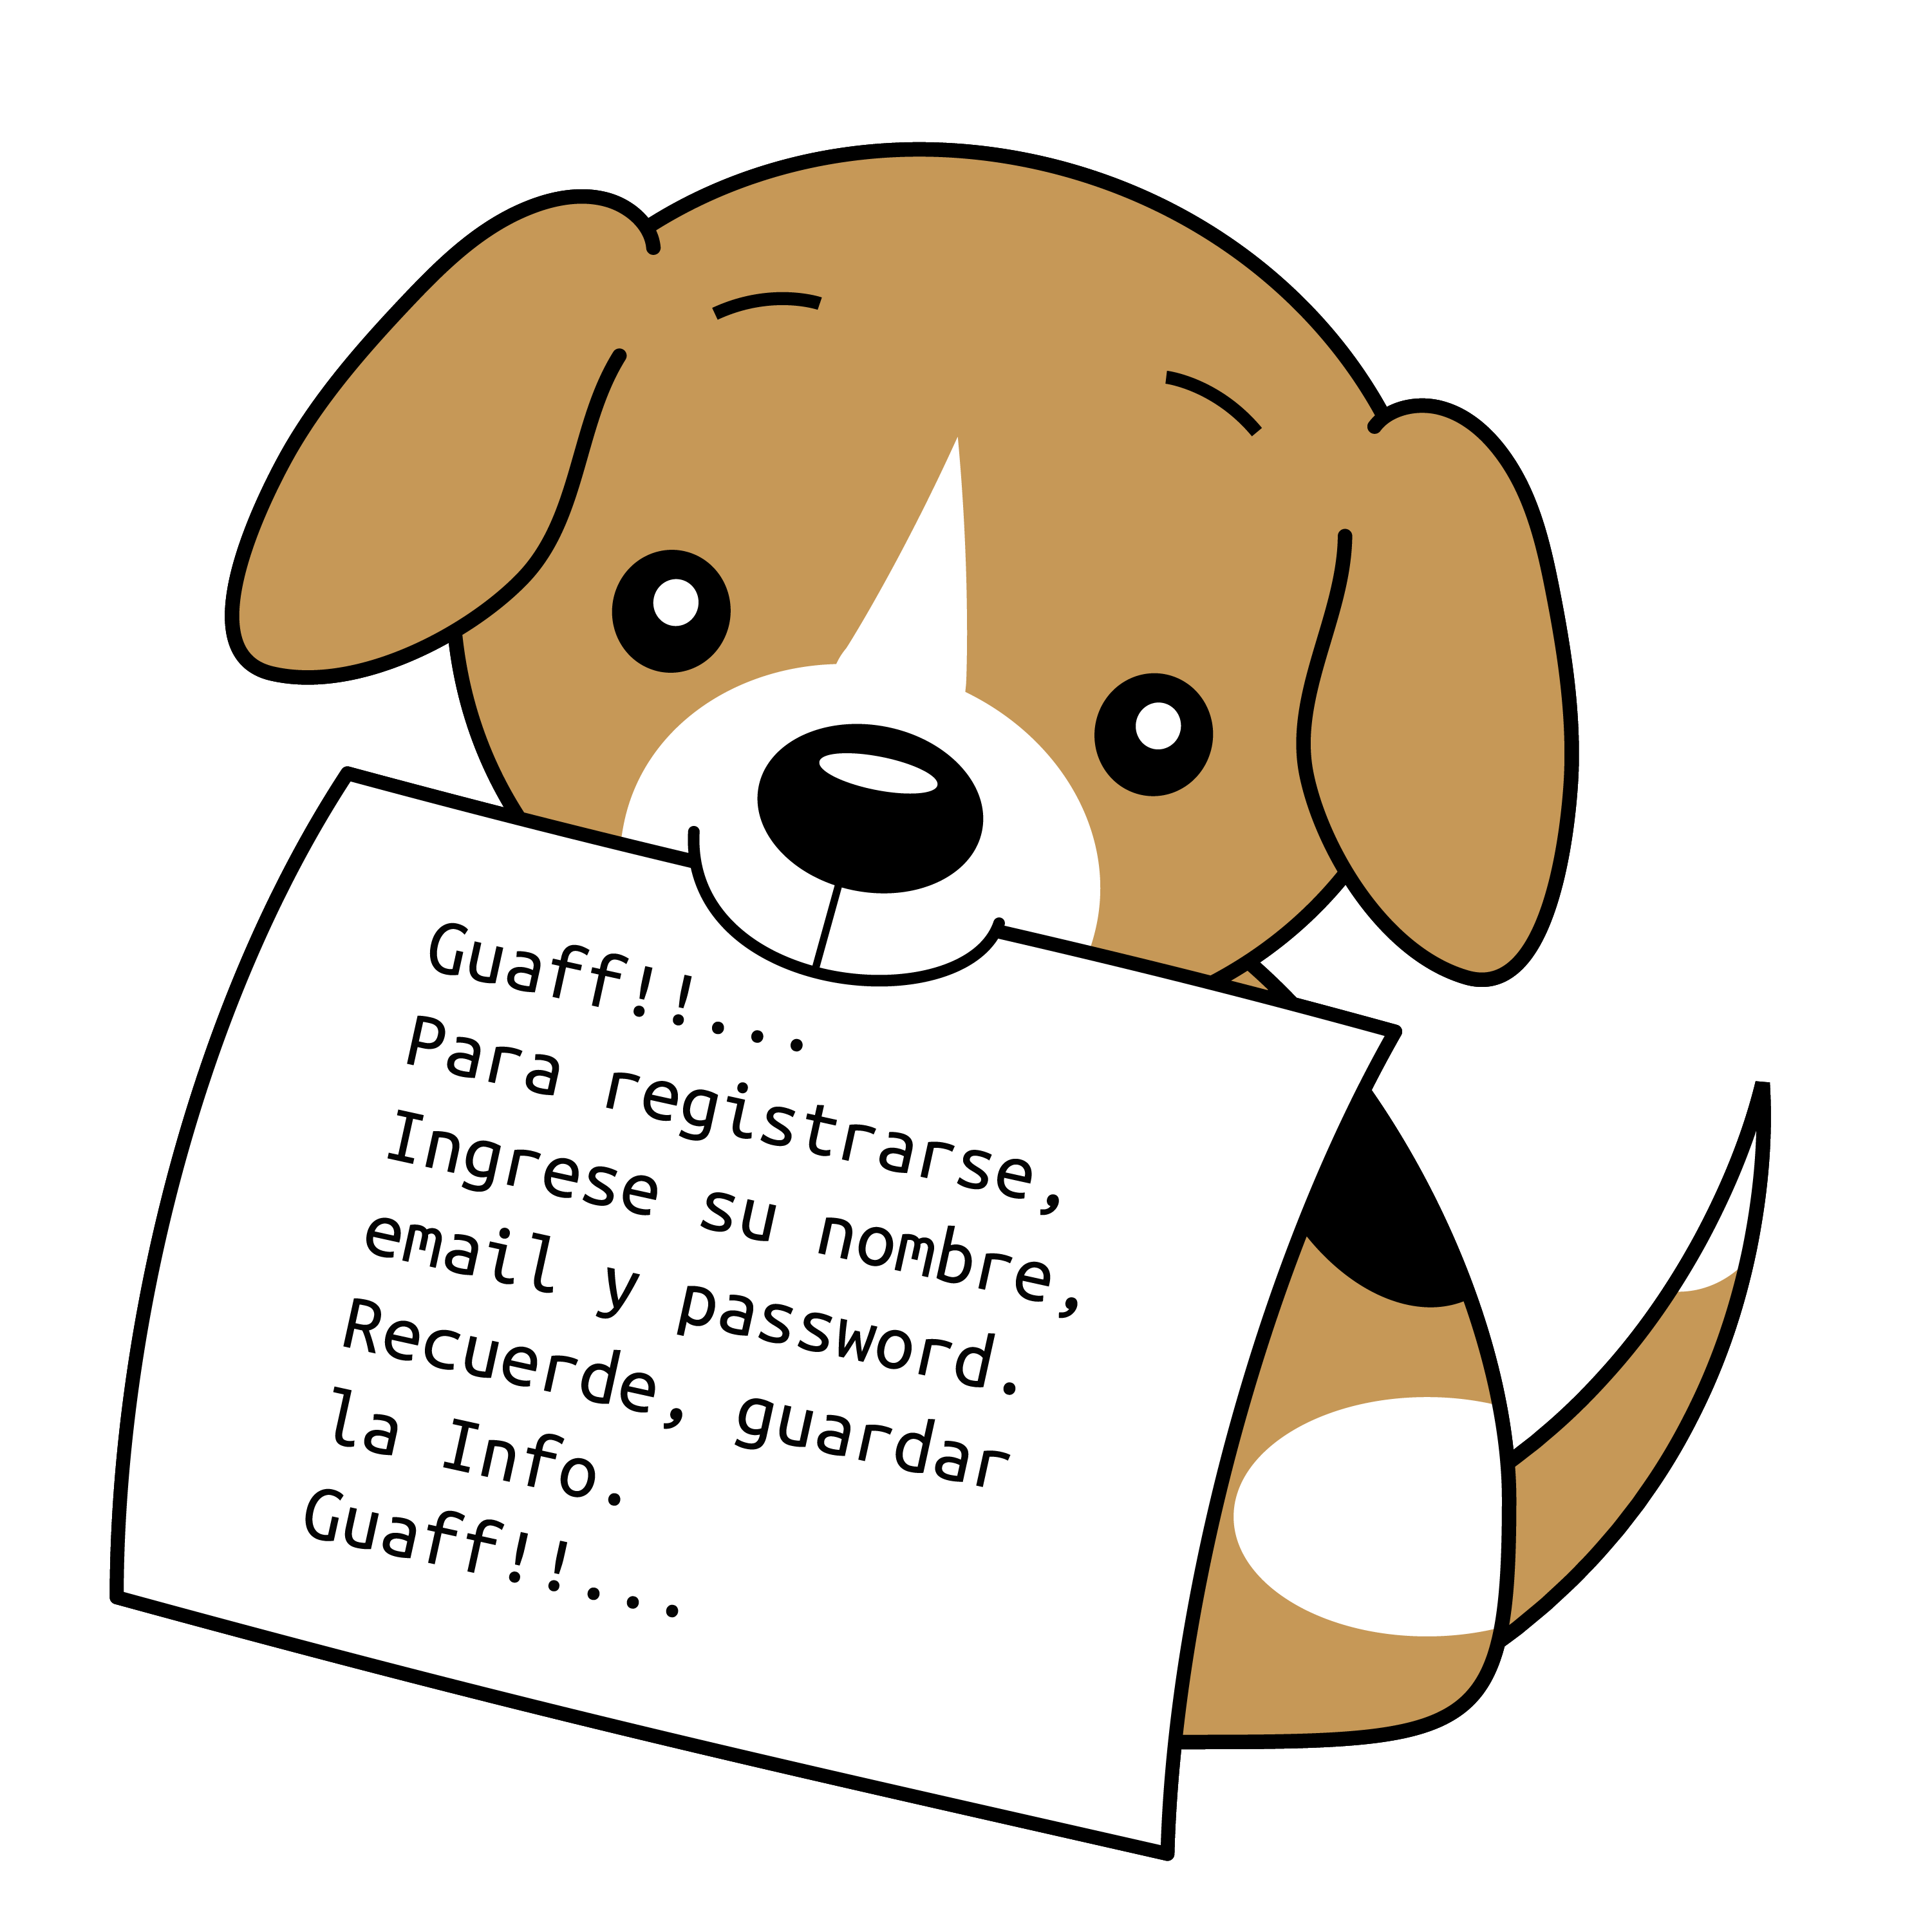 Guaff!!...
Para registrarse,
Ingrese su nombre,
email y password.
Recuerde, guardar
la Info.
Guaff!!...